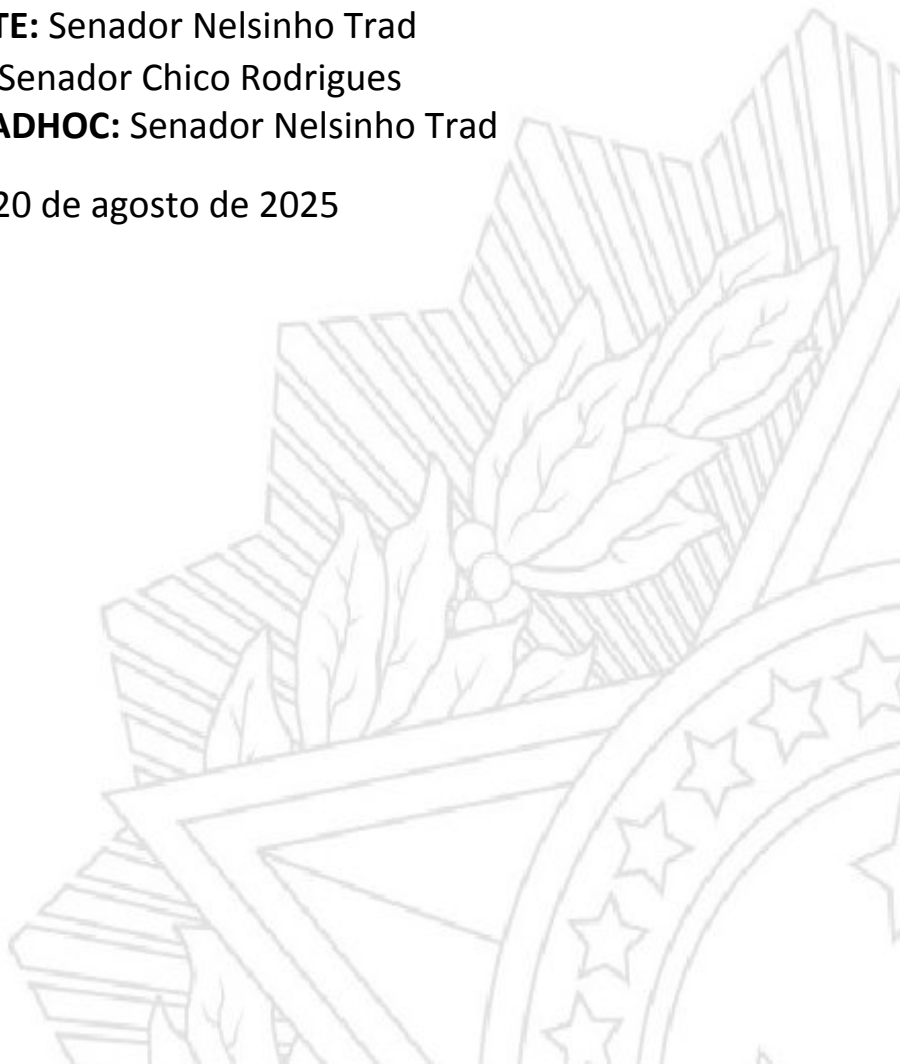 TE: Senador Nelsinho Trad
Senador Chico Rodrigues
ADHOC: Senador Nelsinho Trad
20 de agosto de 2025